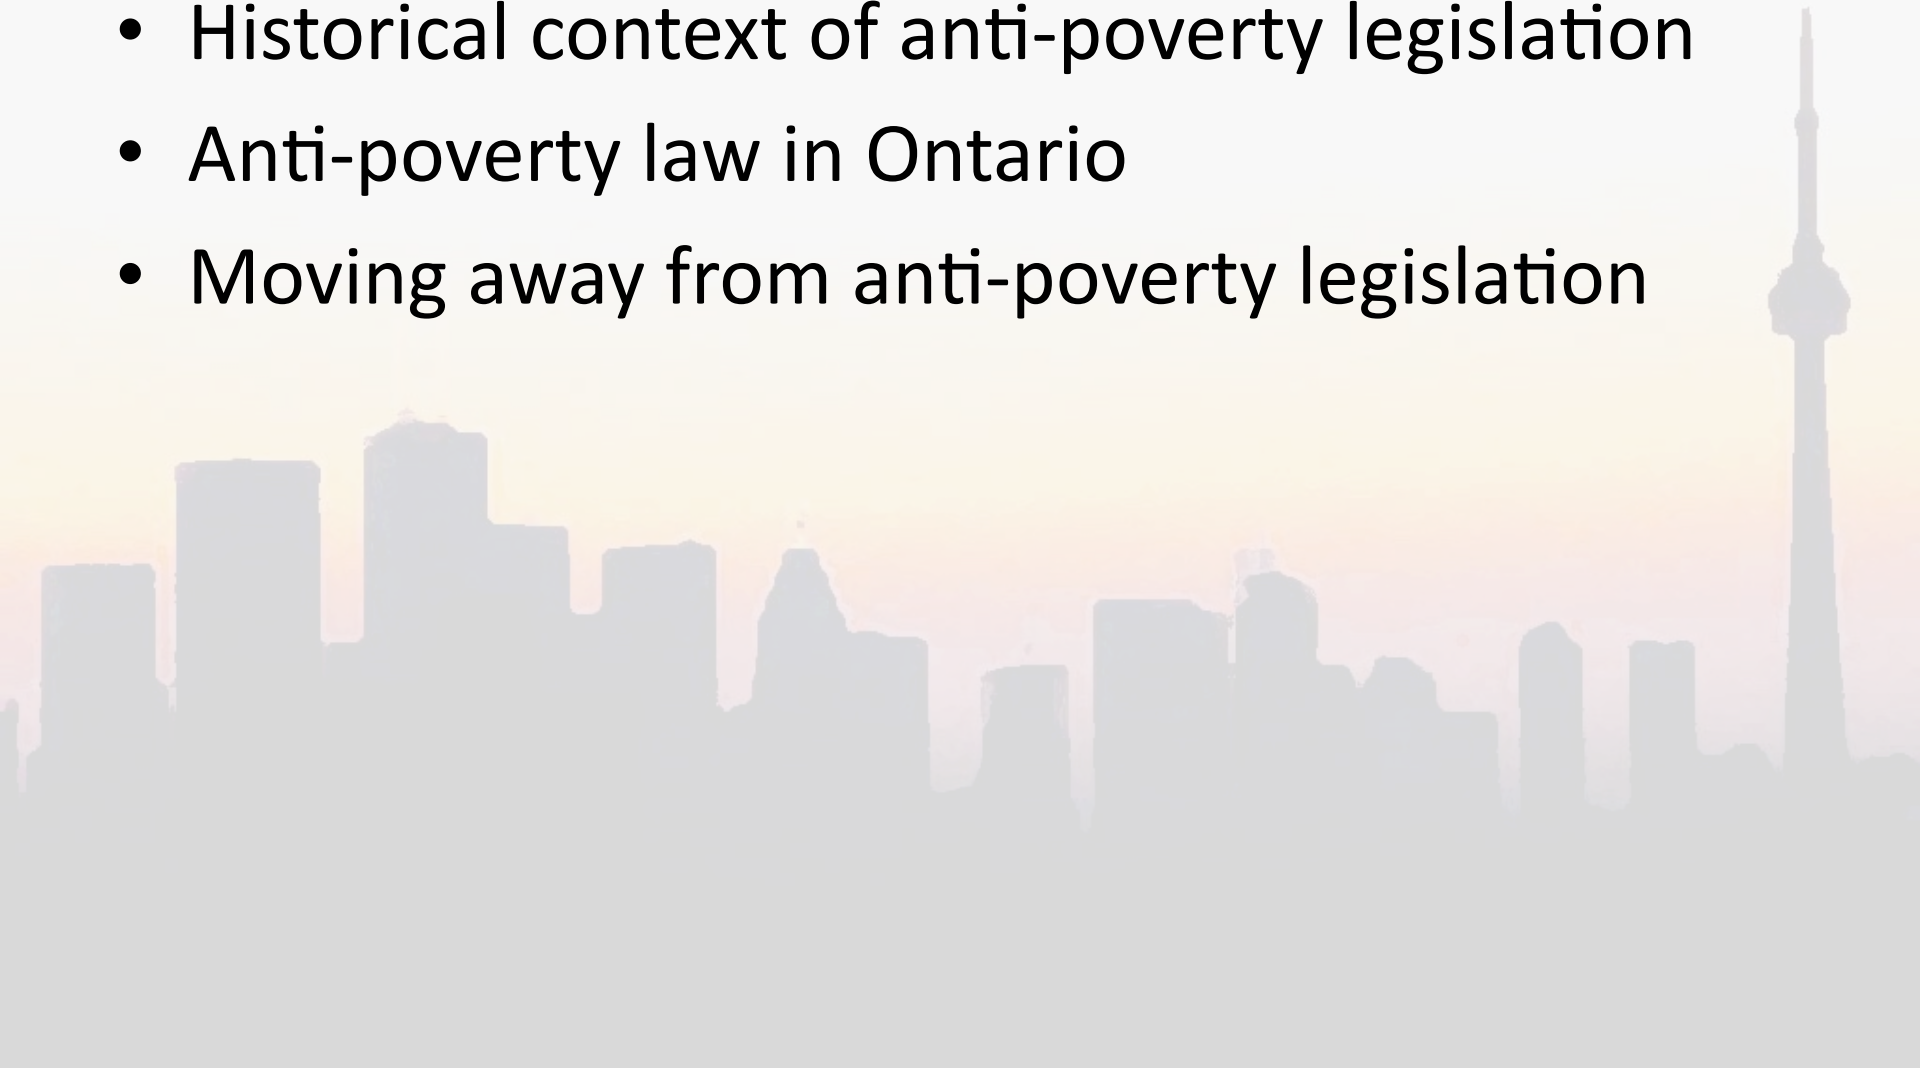 • Historical context of anti-poverty legislation
• Anti-poverty law in Ontario
• Moving away from anti-poverty legislation